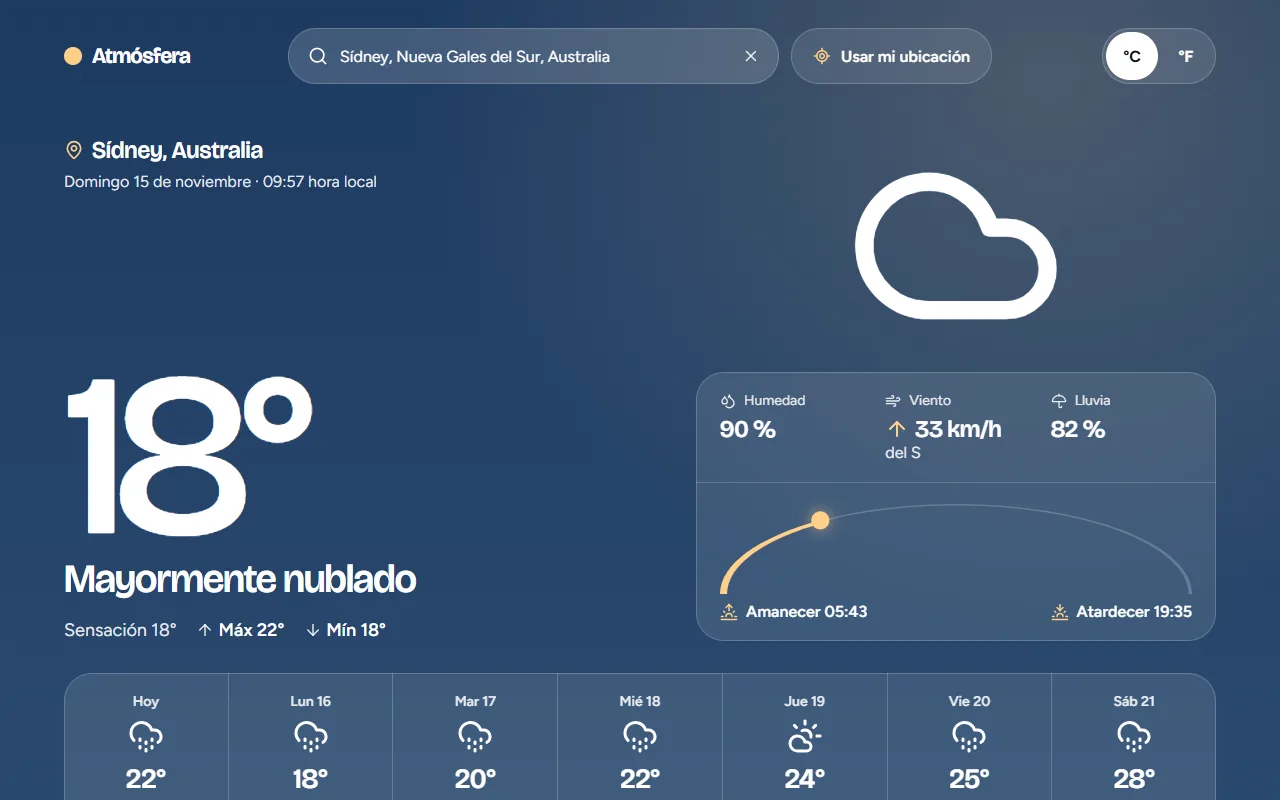 Atmósfera
Sídney, Nueva Gales del Sur, Australia
Usar mi ubicación
°C
°F
Sídney, Australia
Domingo 15 de noviembre · 09:57 hora local
18°
Mayormente nublado
Sensación 18° Máx 22° Mín 18°
Humedad
90 %
Viento
33 km/h
del S
Lluvia
82 %
Amanecer 05:43
Atardecer 19:35
Hoy
22°
Lun 16
18°
Mar 17
20°
Mié 18
22°
Jue 19
24°
Vie 20
25°
Sáb 21
28°